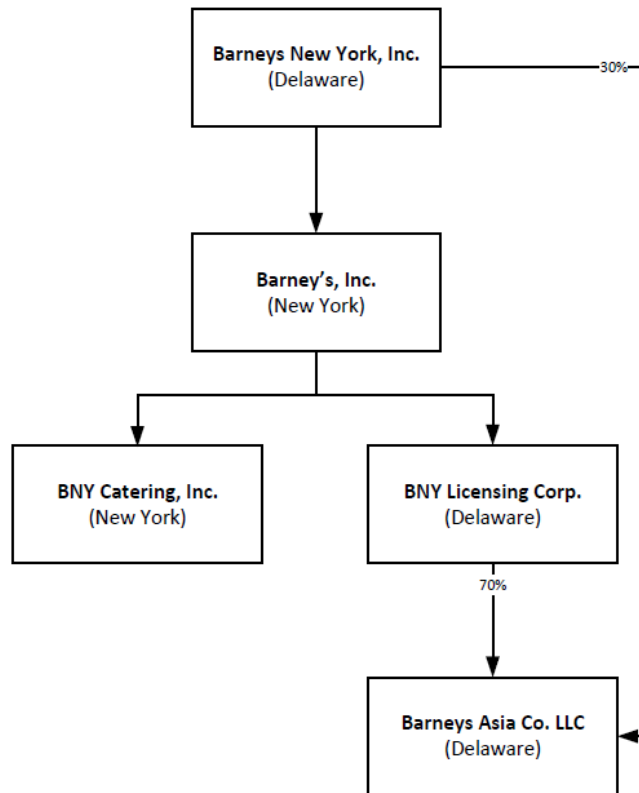 Barneys New York, Inc.
(Delaware)
30%
Barney’s, Inc.
(New York)
BNY Catering, Inc.
(New York)
BNY Licensing Corp.
(Delaware)
70%
Barneys Asia Co. LLC
(Delaware)